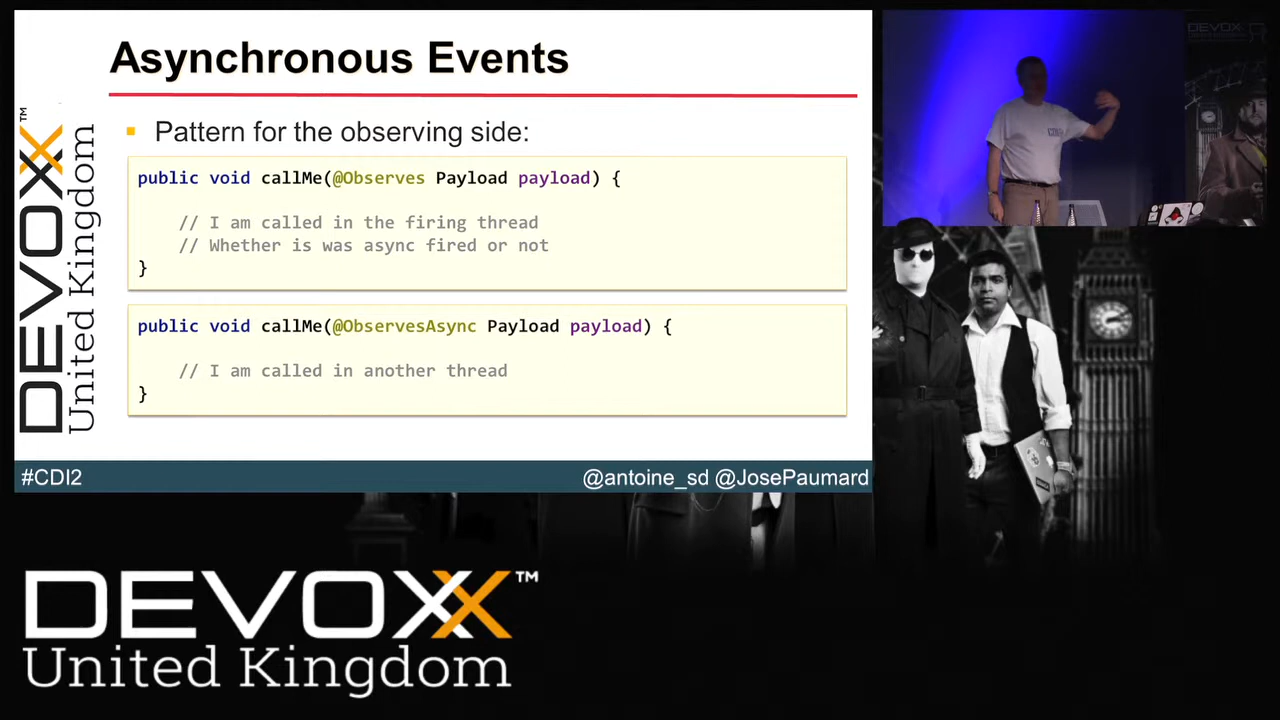 Asynchronous Events
Pattern for the observing side:
public void callMe(@Observes Payload payload) {
// I am called in the firing thread
// Whether is was async fired or not
}
public void callMe(@ObservesAsync Payload payload) {
// I am called in another thread
}
#CDI2
@antoine_sd @JosePaumard
DEVOXX™
United Kingdom
DEVOXX™
United Kingdom